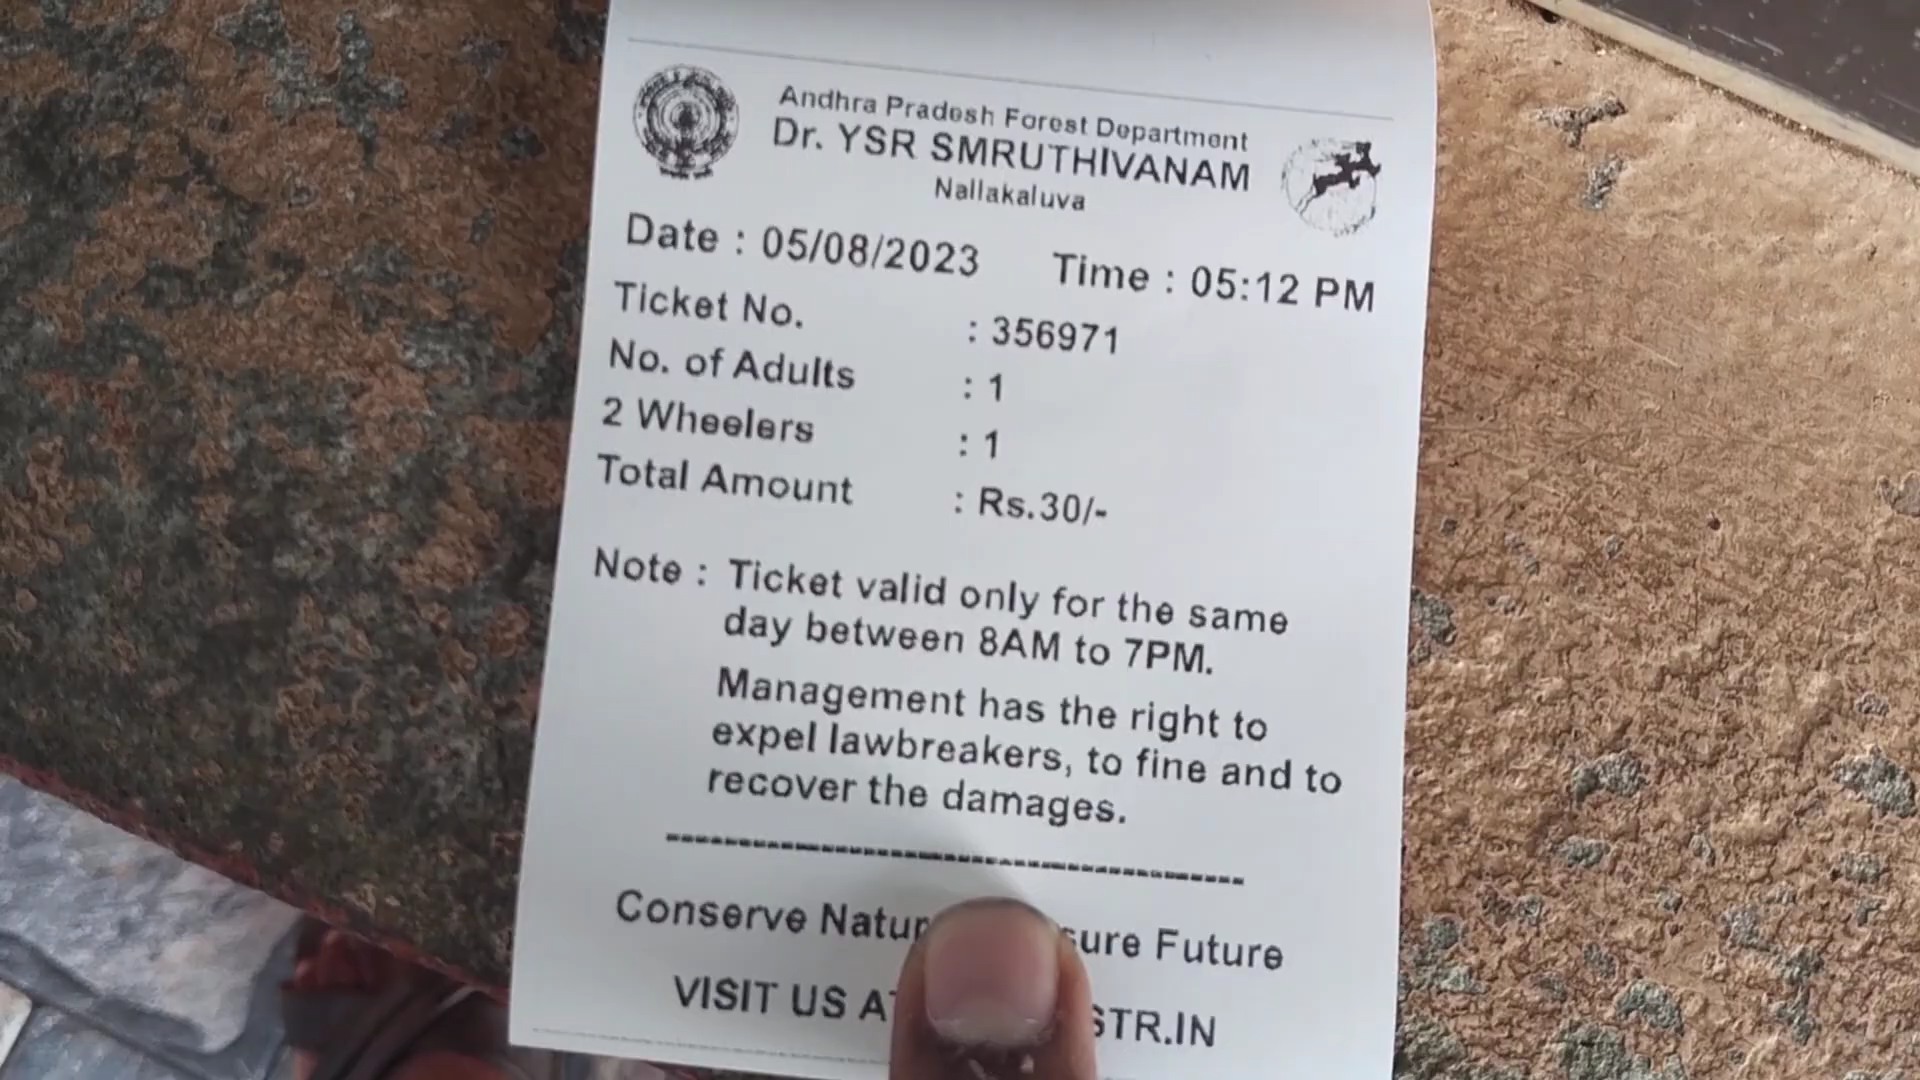 Andhra Pradesh Forest Department
Dr. YSR SMRUTHIVANAM
Nallakaluva
Date : 05/08/2023 Time : 05:12 PM
Ticket No. : 356971
No. of Adults : 1
2 Wheelers : 1
Total Amount : Rs.30/-
Note : Ticket valid only for the same
day between 8AM to 7PM.
Management has the right to
expel lawbreakers, to fine and to
recover the damages.
Conserve Future
VISIT US